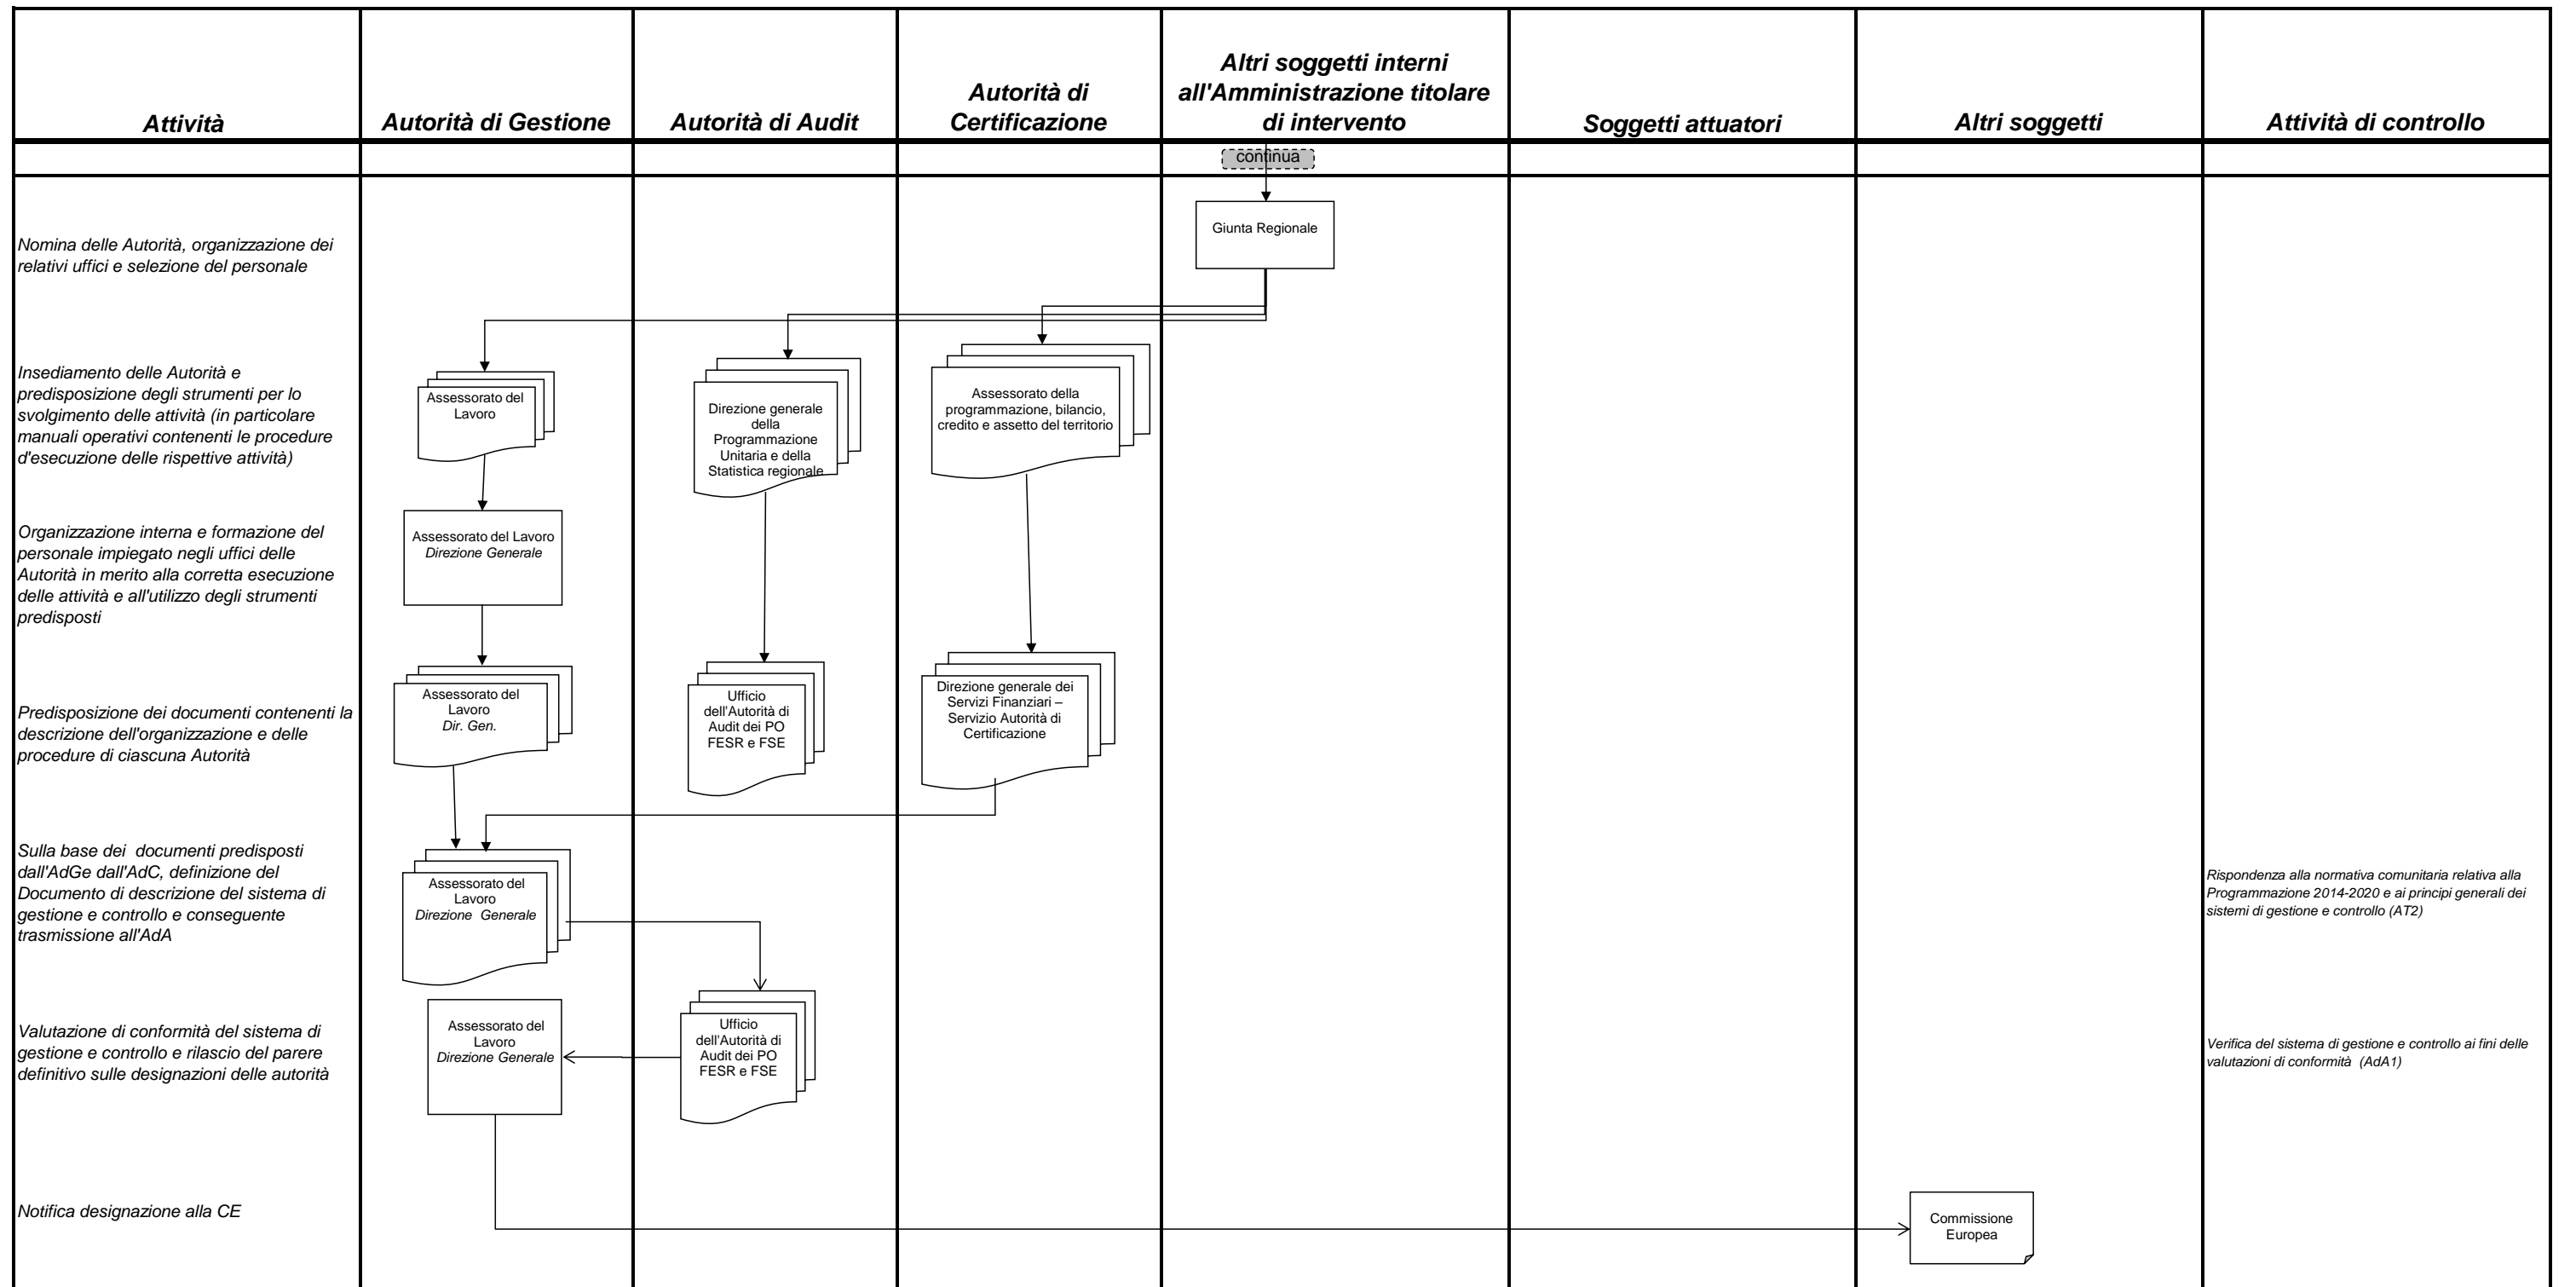 Attività
Autorità di Gestione
Autorità di Audit
Autorità di
Certificazione
Altri soggetti interni
all'Amministrazione titolare
di intervento
Soggetti attuatori
Altri soggetti
Attività di controllo
continua
Nomina delle Autorità, organizzazione dei
relativi uffici e selezione del personale
Giunta Regionale
Insediamento delle Autorità e
predisposizione degli strumenti per lo
svolgimento delle attività (in particolare
manuali operativi contenenti le procedure
d'esecuzione delle rispettive attività)
Assessorato del
Lavoro
Direzione generale
della
Programmazione
Unitaria e della
Statistica regionale
Assessorato della
programmazione, bilancio,
credito e assetto del territorio
Organizzazione interna e formazione del
personale impiegato negli uffici delle
Autorità in merito alla corretta esecuzione
delle attività e all'utilizzo degli strumenti
predisposti
Assessorato del Lavoro
Direzione Generale
Predisposizione dei documenti contenenti la
descrizione dell'organizzazione e delle
procedure di ciascuna Autorità
Assessorato del
Lavoro
Dir. Gen.
Ufficio
dell'Autorità di
Audit dei PO
FESR e FSE
Direzione generale dei
Servizi Finanziari –
Servizio Autorità di
Certificazione
Sulla base dei  documenti predisposti
dall'AdGe dall'AdC, definizione del
Documento di descrizione del sistema di
gestione e controllo e conseguente
trasmissione all'AdA
Assessorato del
Lavoro
Direzione  Generale
Rispondenza alla normativa comunitaria relativa alla
Programmazione 2014-2020 e ai principi generali dei
sistemi di gestione e controllo (AT2)
Valutazione di conformità del sistema di
gestione e controllo e rilascio del parere
definitivo sulle designazioni delle autorità
Assessorato del
Lavoro
Direzione Generale
Ufficio
dell'Autorità di
Audit dei PO
FESR e FSE
Verifica del sistema di gestione e controllo ai fini delle
valutazioni di conformità  (AdA1)
Notifica designazione alla CE
Commissione
Europea